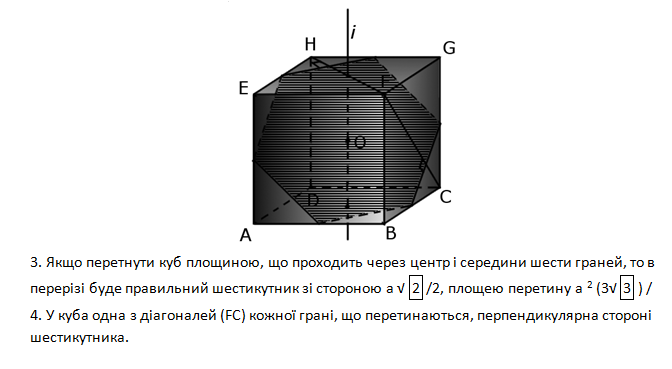 i
H
G
E
F
O
D
C
A
B
3. Якщо перетнути куб площиною, що проходить через центр і середини шести граней, то в
перерізі буде правильний шестикутник зі стороною a √ 2 /2, площею перетину a ² (3√ 3 ) /
4. У куба одна з діагоналей (FC) кожної грані, що перетинаються, перпендикулярна стороні
шестикутника.